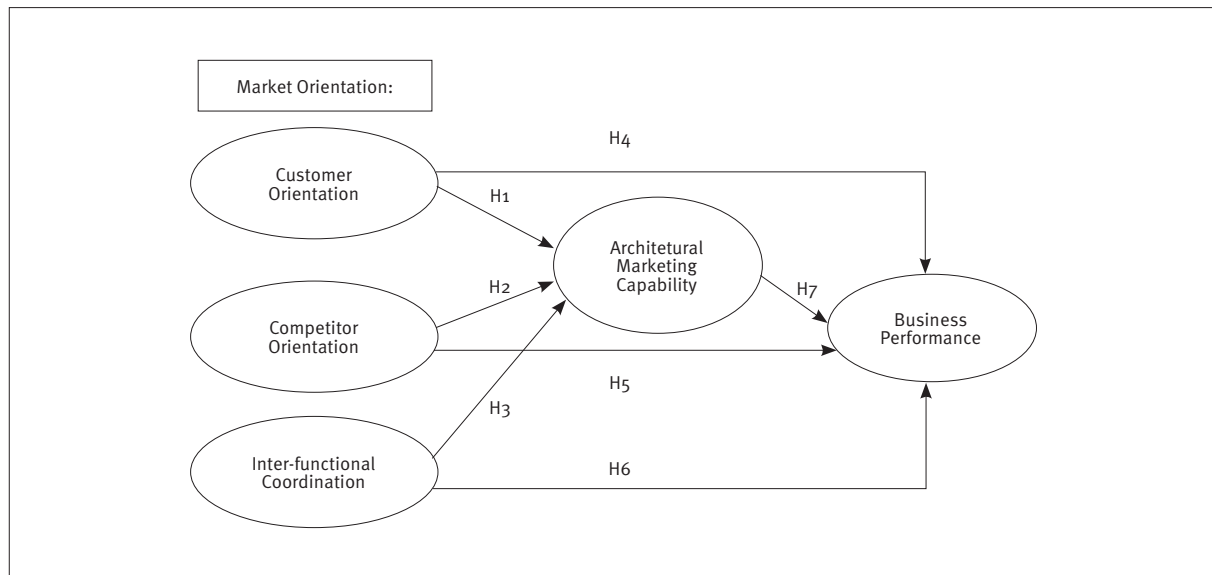 Market Orientation:
H4
Customer
Orientation
H1
Architetural
Marketing
Capability
H2
H7
Competitor
Orientation
Business
Performance
H5
H3
Inter-functional
Coordination
H6